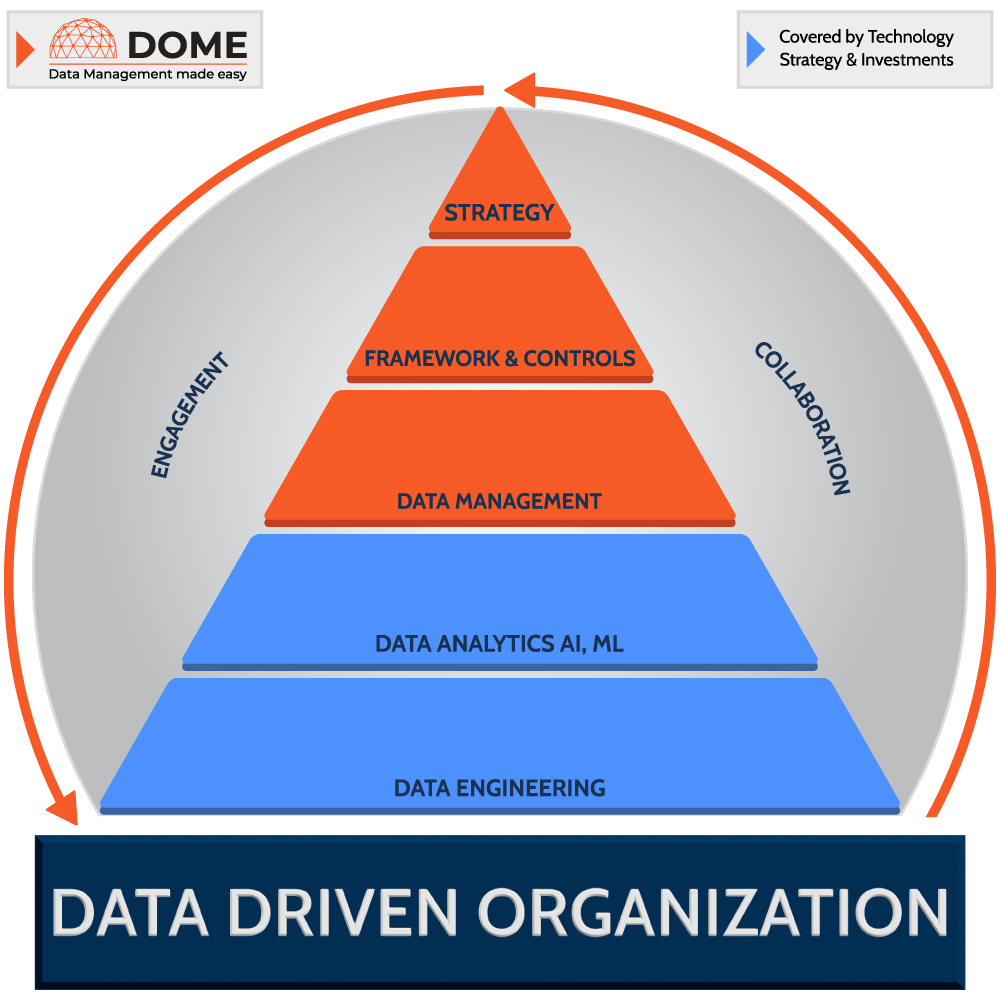 DOME
Data Management made easy
Covered by Technology
Strategy & Investments
STRATEGY
FRAMEWORK & CONTROLS
ENGAGEMENT
COLLABORATION
DATA MANAGEMENT
DATA ANALYTICS AI, ML
DATA ENGINEERING
DATA DRIVEN ORGANIZATION